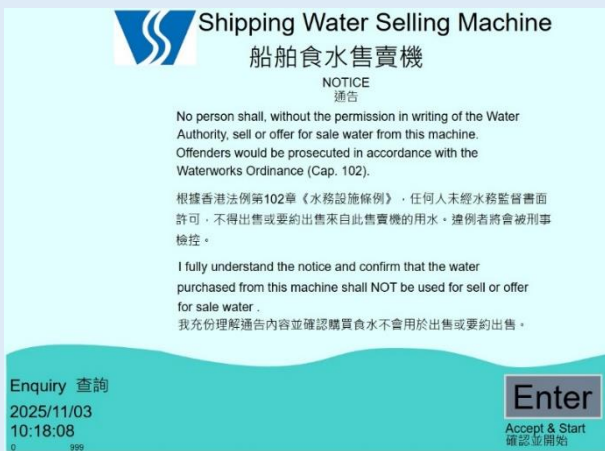 Shipping Water Selling Machine
船舶食水售賣機
NOTICE
通告
No person shall, without the permission in writing of the Water
Authority, sell or offer for sale water from this machine.
Offenders would be prosecuted in accordance with the
Waterworks Ordinance (Cap. 102).
根據香港法例第102章《水務設施條例》，任何人未經水務監督書面
許可，不得出售或要約出售來自此售賣機的用水。違例者將會被刑事
檢控。
I fully understand the notice and confirm that the water
purchased from this machine shall NOT be used for sell or offer
for sale water .
我充份理解通告內容並確認購買食水不會用於出售或要約出售。
Enquiry 查詢
2025/11/03
10:18:08
0 999
Enter
Accept & Start
確認並開始